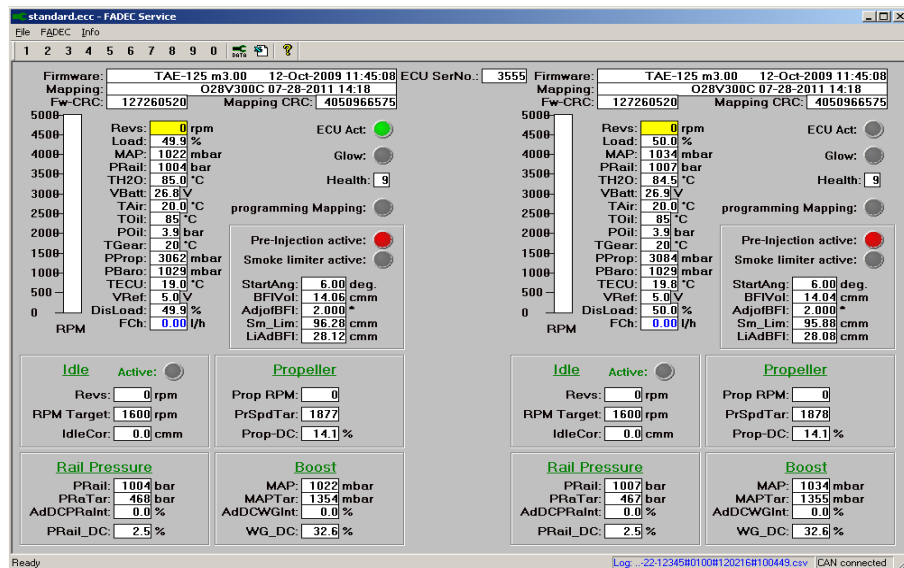 standard.ecc - FADEC Service
File FADEC Info
1 2 3 4 5 6 7 8 9 0 DATA ?
Firmware: TAE-125 m3.00 12-Oct-2009 11:45:08 ECU SerNo.: 3555 Firmware: TAE-125 m3.00 12-Oct-2009 11:45:08
Mapping: O28V300C 07-28-2011 14:18 Mapping: O28V300C 07-28-2011 14:18
Fw-CRC: 127260520 Mapping CRC: 4050966575 Fw-CRC: 127260520 Mapping CRC: 4050966575
5000
4500
4000
3500
3000
2500
2000
1500
1000
500
0
RPM
Revs: 0 rpm
Load: 49.9 %
MAP: 1022 mbar
PRail: 1004 bar
TH2O: 85.0 °C
VBatt: 26.8 V
TAir: 20.0 °C
TOil: 85 °C
POil: 3.9 bar
TGear: 20 °C
PProp: 3062 mbar
PBaro: 1029 mbar
TECU: 19.0 °C
VRef: 5.0 V
DisLoad: 49.9 %
FCh: 0.00 l/h
ECU Act:
Glow:
Health: 9
programming Mapping:
Pre-Injection active:
Smoke limiter active:
StartAng: 6.00 deg.
BFIVol: 14.06 cmm
AdjofBFI: 2.000 °
Sm_Lim: 96.28 cmm
LiAdBFI: 28.12 cmm
Idle Active:
Revs: 0 rpm
RPM Target: 1600 rpm
IdleCor: 0.0 cmm
Propeller
Prop RPM: 0
PrSpdTar: 1877
Prop-DC: 14.1 %
Rail Pressure
PRail: 1004 bar
PRaTar: 468 bar
AdDCPRaInt: 0.0 %
PRail_DC: 2.5 %
Boost
MAP: 1022 mbar
MAPTar: 1354 mbar
AdDCWGInt: 0.0 %
WG_DC: 32.6 %
5000
4500
4000
3500
3000
2500
2000
1500
1000
500
0
RPM
Revs: 0 rpm
Load: 50.0 %
MAP: 1034 mbar
PRail: 1007 bar
TH2O: 84.5 °C
VBatt: 26.9 V
TAir: 20.0 °C
TOil: 85 °C
POil: 3.9 bar
TGear: 20 °C
PProp: 3084 mbar
PBaro: 1029 mbar
TECU: 19.8 °C
VRef: 5.0 V
DisLoad: 50.0 %
FCh: 0.00 l/h
ECU Act:
Glow:
Health: 9
programming Mapping:
Pre-Injection active:
Smoke limiter active:
StartAng: 6.00 deg.
BFIVol: 14.04 cmm
AdjofBFI: 2.000 °
Sm_Lim: 95.88 cmm
LiAdBFI: 28.08 cmm
Idle Active:
Revs: 0 rpm
RPM Target: 1600 rpm
IdleCor: 0.0 cmm
Propeller
Prop RPM: 0
PrSpdTar: 1878
Prop-DC: 14.1 %
Rail Pressure
PRail: 1007 bar
PRaTar: 467 bar
AdDCPRaInt: 0.0 %
PRail_DC: 2.5 %
Boost
MAP: 1034 mbar
MAPTar: 1355 mbar
AdDCWGInt: 0.0 %
WG_DC: 32.6 %
Ready Log: ..-22-12345#0100#120216#100449.csv CAN connected